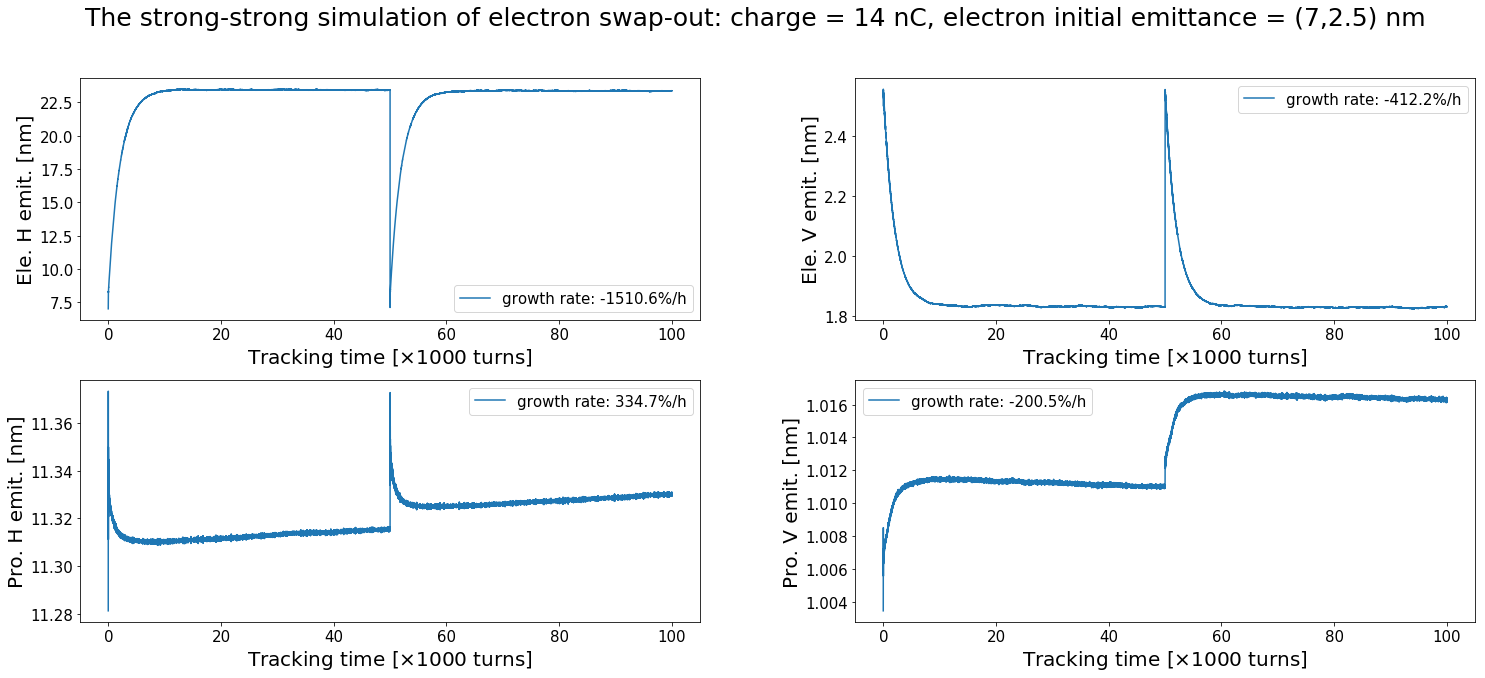 The strong-strong simulation of electron swap-out: charge = 14 nC, electron initial emittance = (7,2.5) nm
Ele. H emit. [nm]
22.5
20.0
17.5
15.0
12.5
10.0
7.5
growth rate: -1510.6%/h
0 20 40 60 80 100
Tracking time [×1000 turns]
Ele. V emit. [nm]
2.4
2.2
2.0
1.8
growth rate: -412.2%/h
0 20 40 60 80 100
Tracking time [×1000 turns]
Pro. H emit. [nm]
11.36
11.34
11.32
11.30
11.28
growth rate: 334.7%/h
0 20 40 60 80 100
Tracking time [×1000 turns]
Pro. V emit. [nm]
1.016
1.014
1.012
1.010
1.008
1.006
1.004
growth rate: -200.5%/h
0 20 40 60 80 100
Tracking time [×1000 turns]